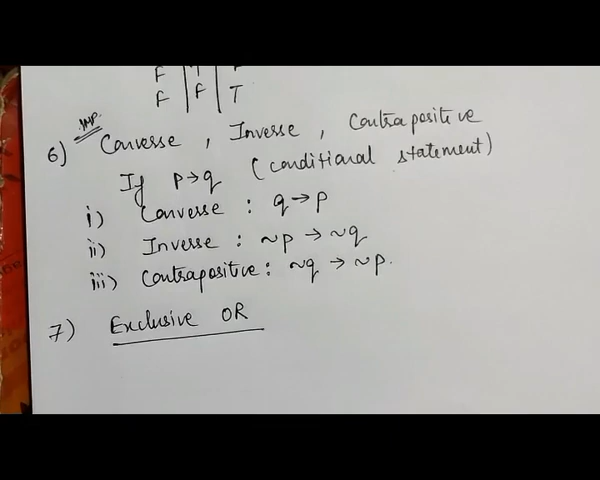 F
F F T
Imp.
6) Converse , Inverse , Contrapositive
If p→q (conditional statement)
i) Converse : q→p
ii) Inverse : ~p → ~q
iii) Contrapositive : ~q → ~p.
7) Exclusive OR